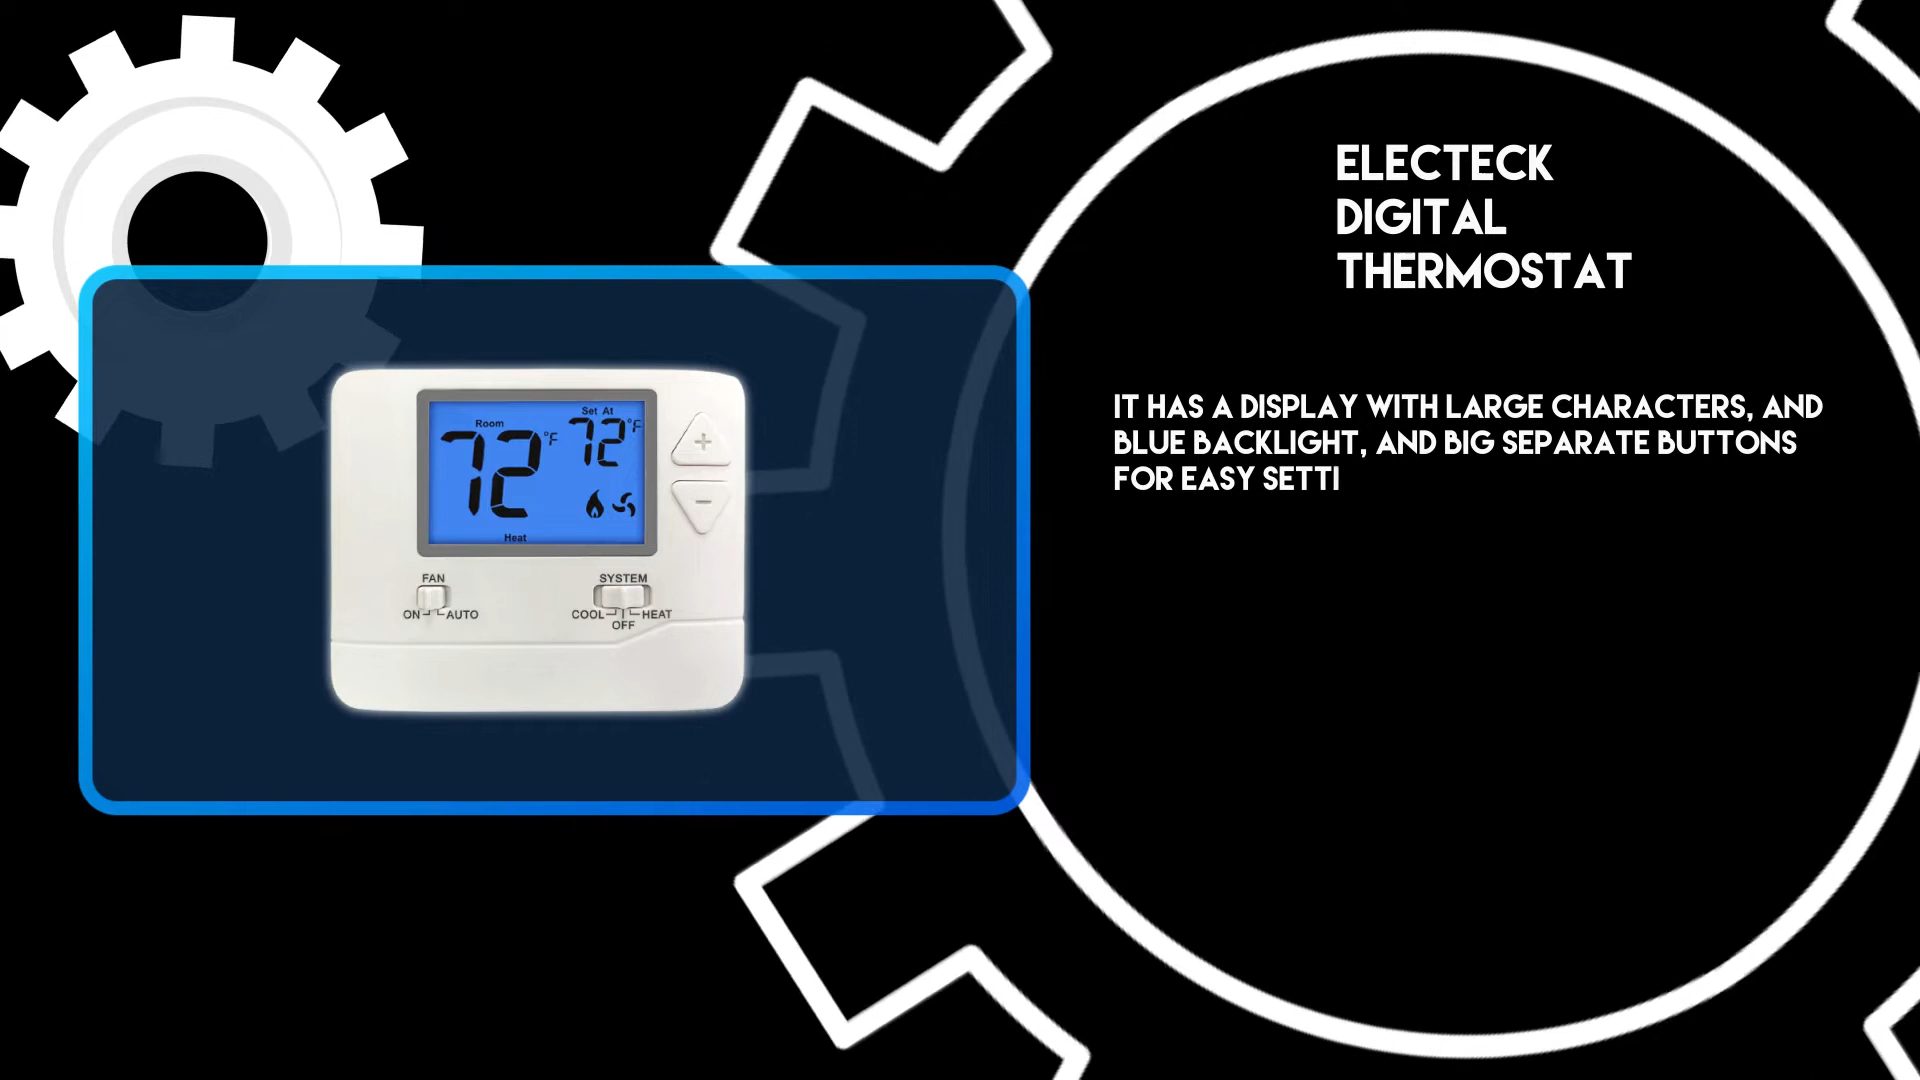 ELECTECK
DIGITAL
THERMOSTAT
IT HAS A DISPLAY WITH LARGE CHARACTERS, AND
BLUE BACKLIGHT, AND BIG SEPARATE BUTTONS
FOR EASY SETTI
Set At
Room
72°F
72°F
Heat
+
−
FAN
ON AUTO
SYSTEM
COOL HEAT
OFF